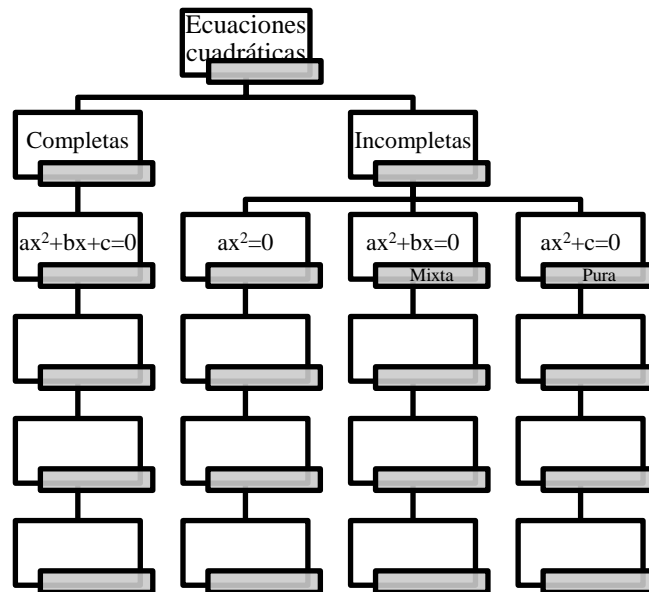 Ecuaciones
cuadráticas
Completas
Incompletas
ax²+bx+c=0
ax²=0
ax²+bx=0
ax²+c=0
Mixta
Pura